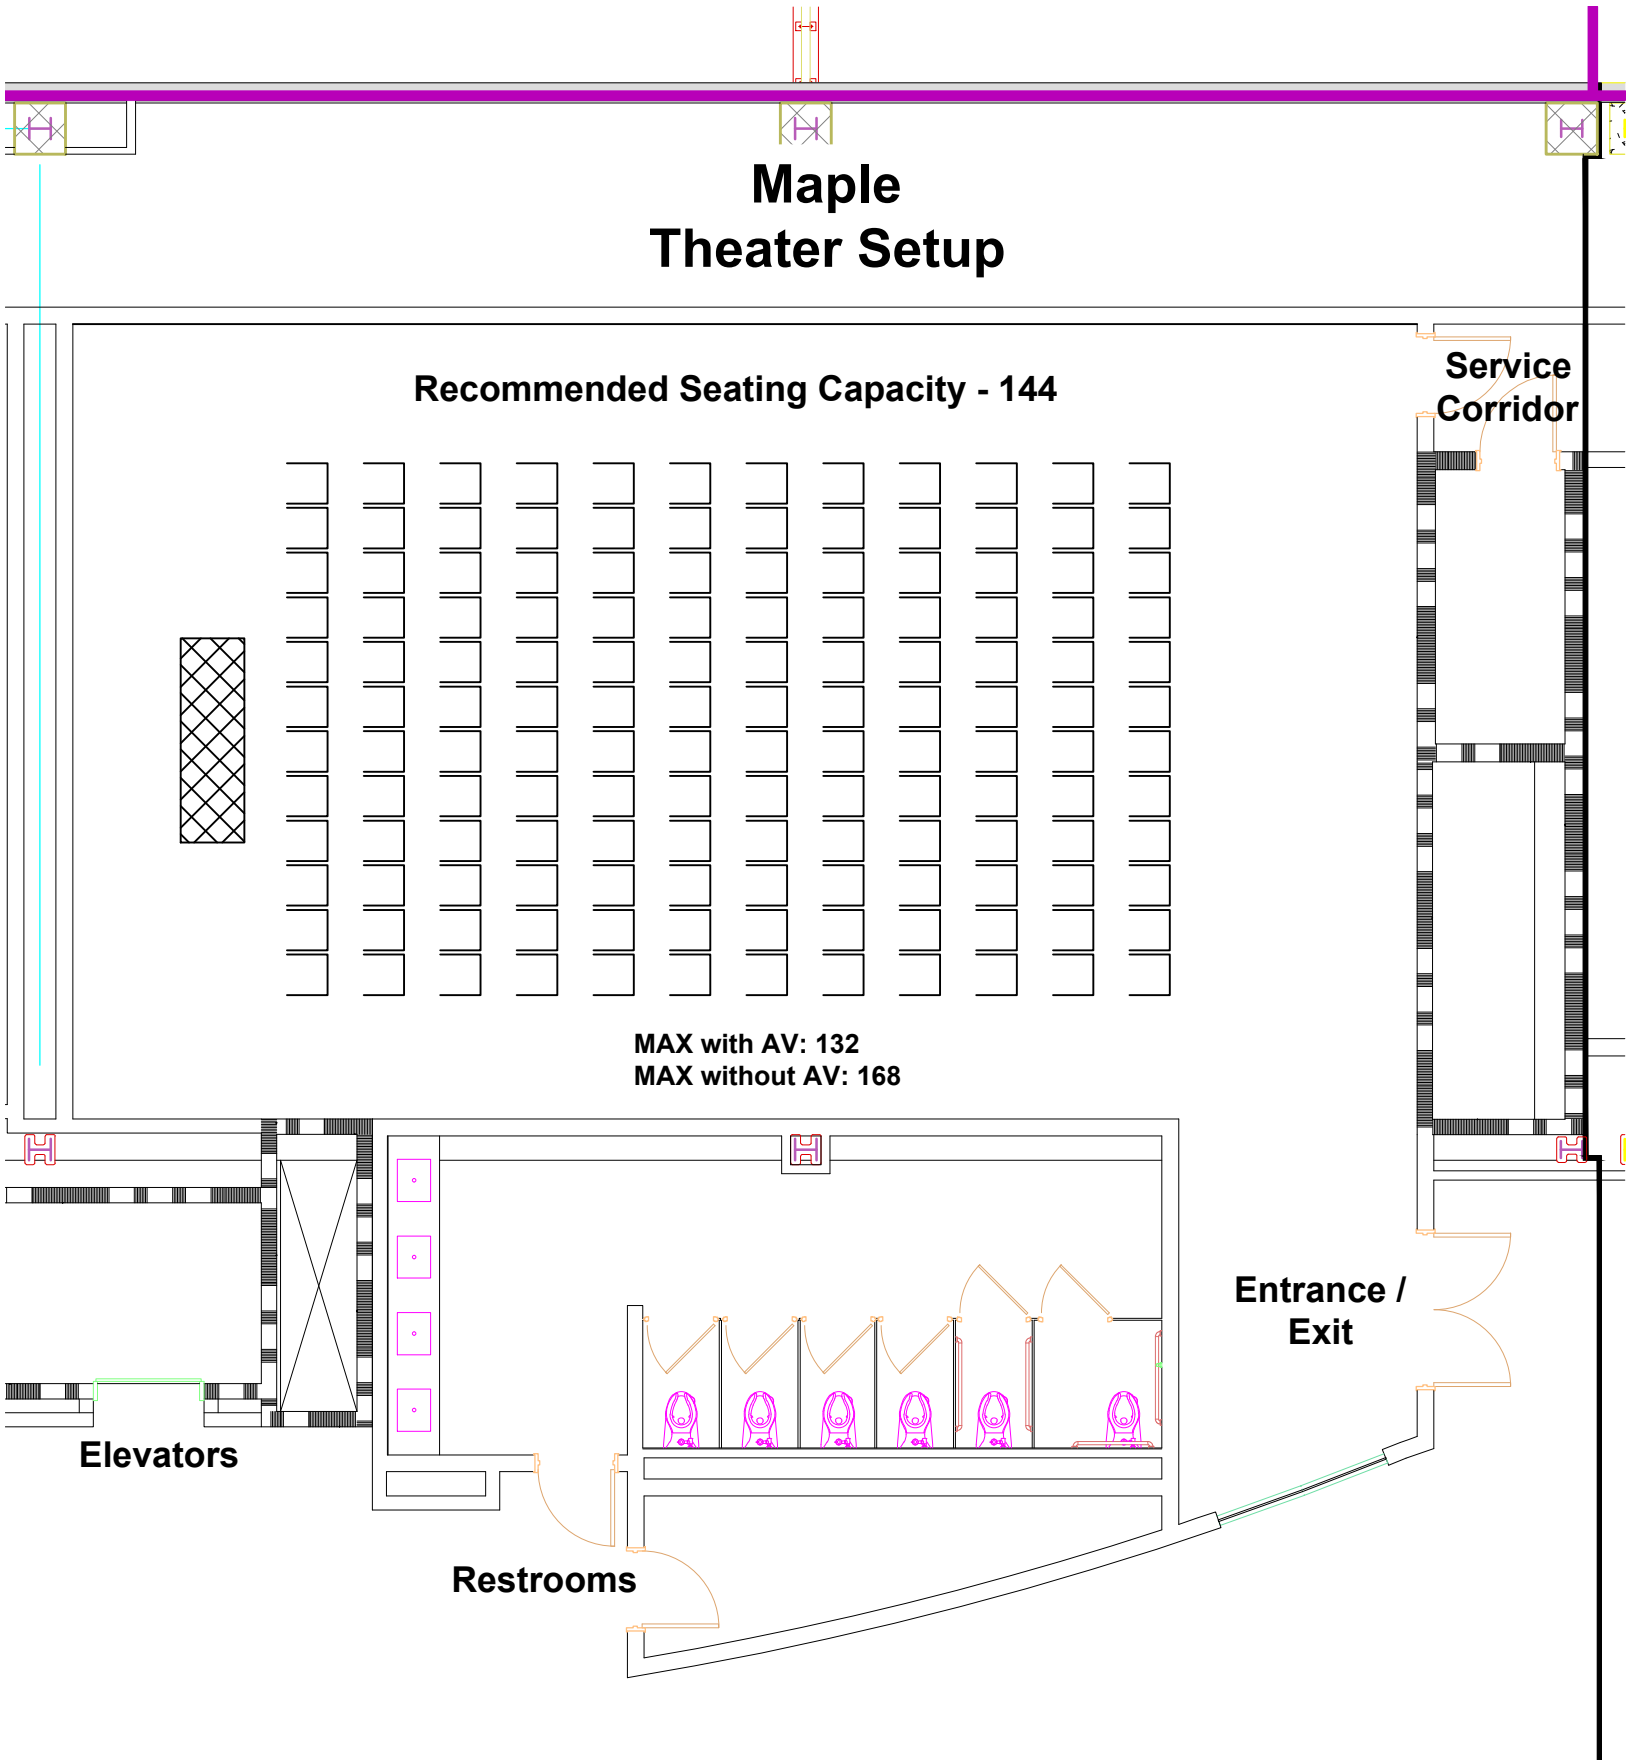 Maple
Theater Setup
Recommended Seating Capacity - 144
Service
Corridor
MAX with AV: 132
MAX without AV: 168
Entrance /
Exit
Elevators
Restrooms